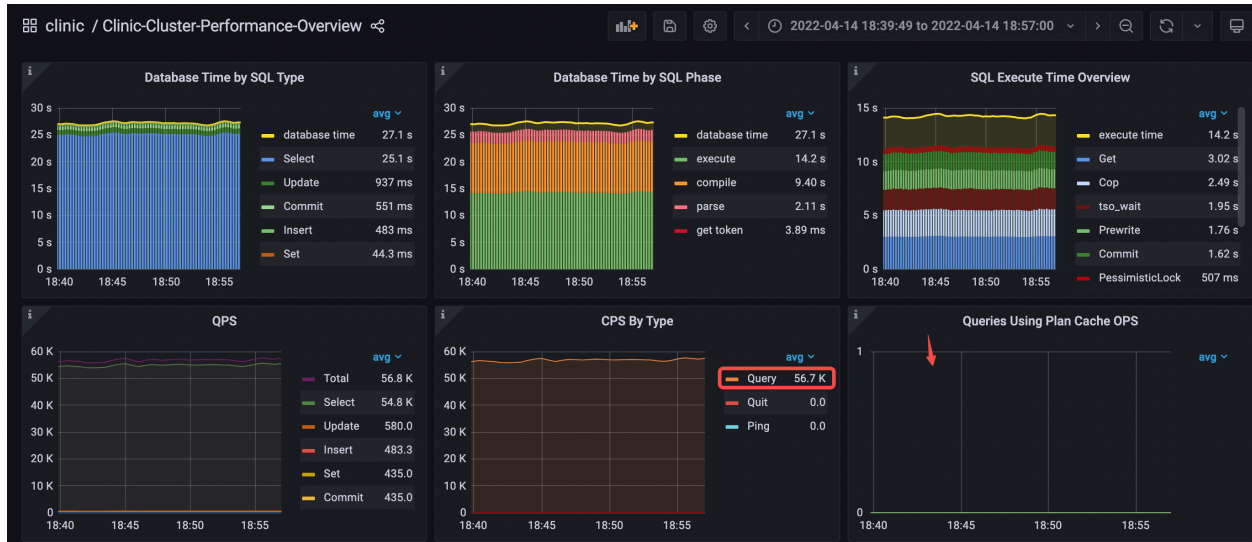 clinic / Clinic-Cluster-Performance-Overview
2022-04-14 18:39:49 to 2022-04-14 18:57:00
Database Time by SQL Type
30 s
25 s
20 s
15 s
10 s
5 s
0 s
18:40 18:45 18:50 18:55
avg
database time 27.1 s
Select 25.1 s
Update 937 ms
Commit 551 ms
Insert 483 ms
Set 44.3 ms
Database Time by SQL Phase
30 s
25 s
20 s
15 s
10 s
5 s
0 s
18:40 18:45 18:50 18:55
avg
database time 27.1 s
execute 14.2 s
compile 9.40 s
parse 2.11 s
get token 3.89 ms
SQL Execute Time Overview
15 s
10 s
5 s
0 s
18:40 18:45 18:50 18:55
avg
execute time 14.2 s
Get 3.02 s
Cop 2.49 s
tso_wait 1.95 s
Prewrite 1.76 s
Commit 1.62 s
PessimisticLock 507 ms
QPS
60 K
50 K
40 K
30 K
20 K
10 K
0
18:40 18:45 18:50 18:55
avg
Total 56.8 K
Select 54.8 K
Update 580.0
Insert 483.3
Set 435.0
Commit 435.0
CPS By Type
60 K
50 K
40 K
30 K
20 K
10 K
0
18:40 18:45 18:50 18:55
avg
Query 56.7 K
Quit 0.0
Ping 0.0
Queries Using Plan Cache OPS
1
0
18:40 18:45 18:50 18:55
avg